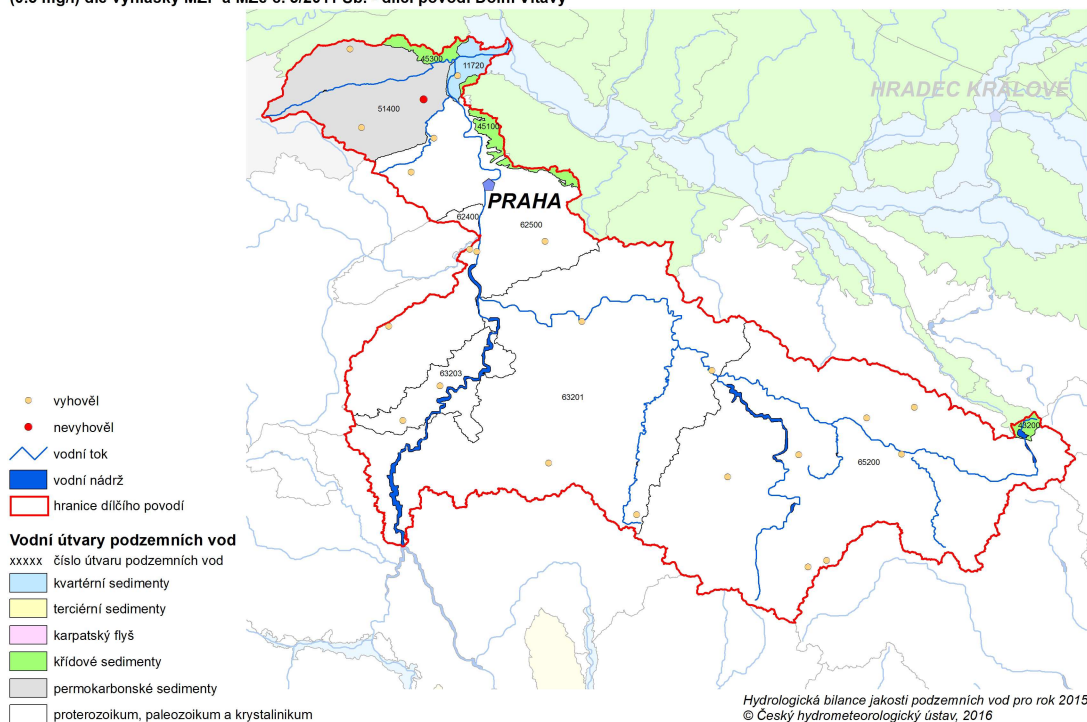 (0.5 mg/l) dle vyhlášky MŽP a MZe č. 5/2011 Sb. - dílčí povodí Dolní Vltavy
45300
11720
HRADEC KRÁLOVÉ
51400
45100
PRAHA
62400
62500
63203
63201
43200
65200
vyhověl
nevyhověl
vodní tok
vodní nádrž
hranice dílčího povodí
Vodní útvary podzemních vod
xxxxx číslo útvaru podzemních vod
kvartérní sedimenty
terciérní sedimenty
karpatský flyš
křídové sedimenty
permokarbonské sedimenty
proterozoikum, paleozoikum a krystalinikum
Hydrologická bilance jakosti podzemních vod pro rok 2015
© Český hydrometeorologický ústav, 2016